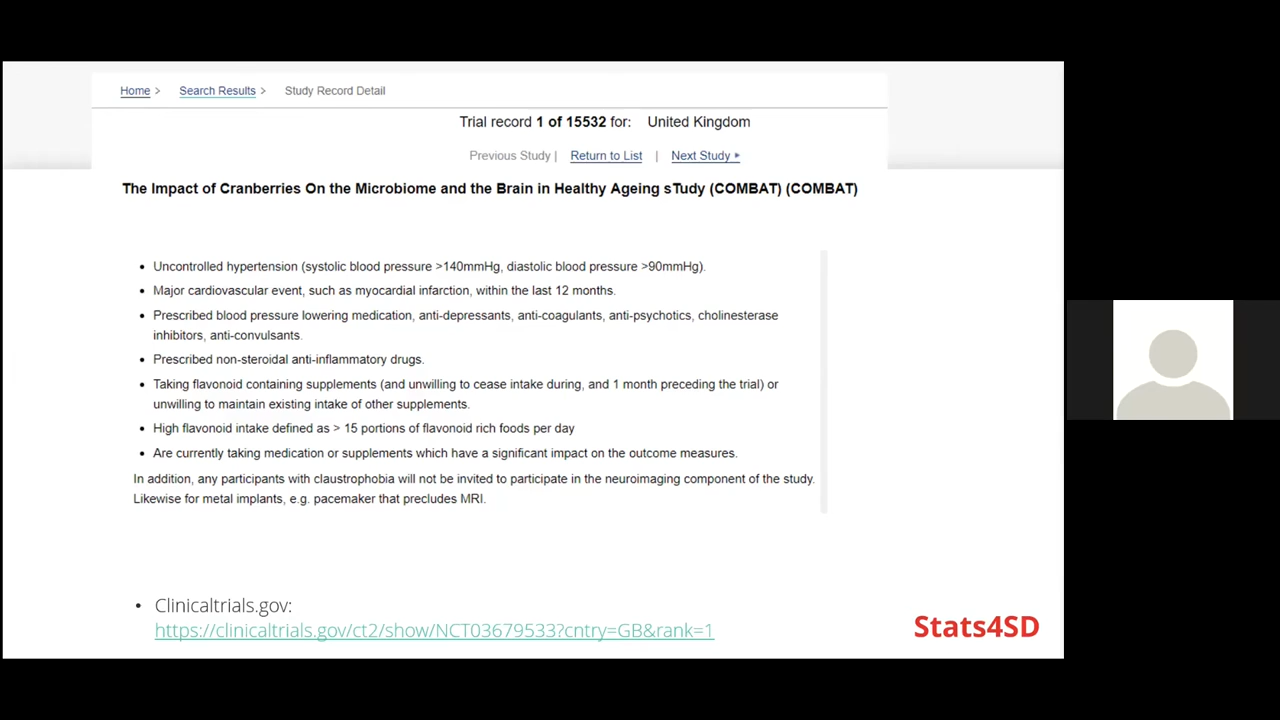 Home > Search Results > Study Record Detail
Trial record 1 of 15532 for: United Kingdom
Previous Study | Return to List | Next Study ▸
The Impact of Cranberries On the Microbiome and the Brain in Healthy Ageing sTudy (COMBAT) (COMBAT)
• Uncontrolled hypertension (systolic blood pressure >140mmHg, diastolic blood pressure >90mmHg).
• Major cardiovascular event, such as myocardial infarction, within the last 12 months.
• Prescribed blood pressure lowering medication, anti-depressants, anti-coagulants, anti-psychotics, cholinesterase
inhibitors, anti-convulsants.
• Prescribed non-steroidal anti-inflammatory drugs.
• Taking flavonoid containing supplements (and unwilling to cease intake during, and 1 month preceding the trial) or
unwilling to maintain existing intake of other supplements.
• High flavonoid intake defined as > 15 portions of flavonoid rich foods per day
• Are currently taking medication or supplements which have a significant impact on the outcome measures.
In addition, any participants with claustrophobia will not be invited to participate in the neuroimaging component of the study.
Likewise for metal implants, e.g. pacemaker that precludes MRI.
• Clinicaltrials.gov:
https://clinicaltrials.gov/ct2/show/NCT03679533?cntry=GB&rank=1
Stats4SD